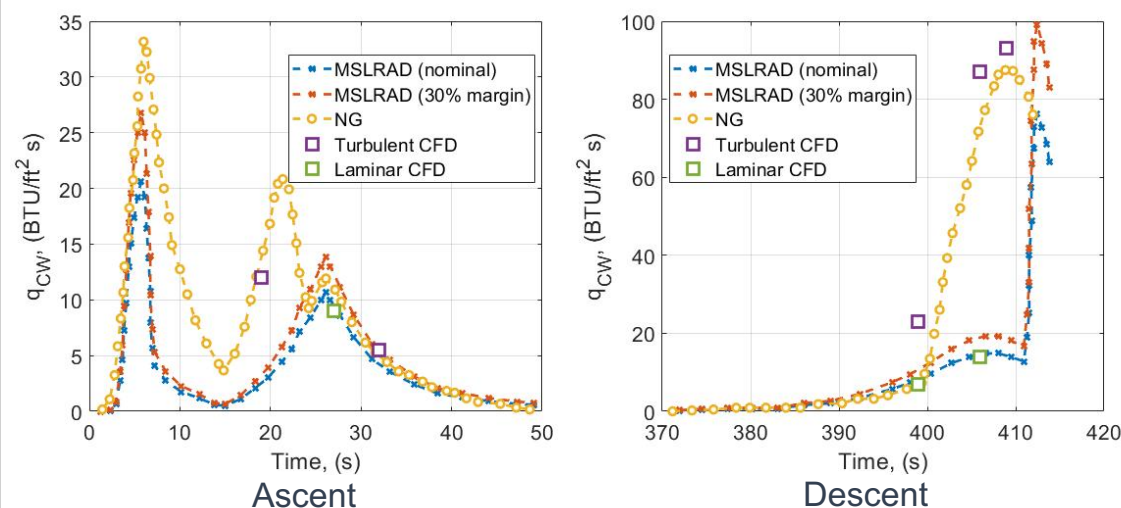 35
30
25
20
15
10
5
0
q_CW, (BTU/ft² s)
MSLRAD (nominal)
MSLRAD (30% margin)
NG
Turbulent CFD
Laminar CFD
0 10 20 30 40 50
Time, (s)
Ascent
100
80
60
40
20
0
q_CW, (BTU/ft² s)
MSLRAD (nominal)
MSLRAD (30% margin)
NG
Turbulent CFD
Laminar CFD
370 380 390 400 410 420
Time, (s)
Descent